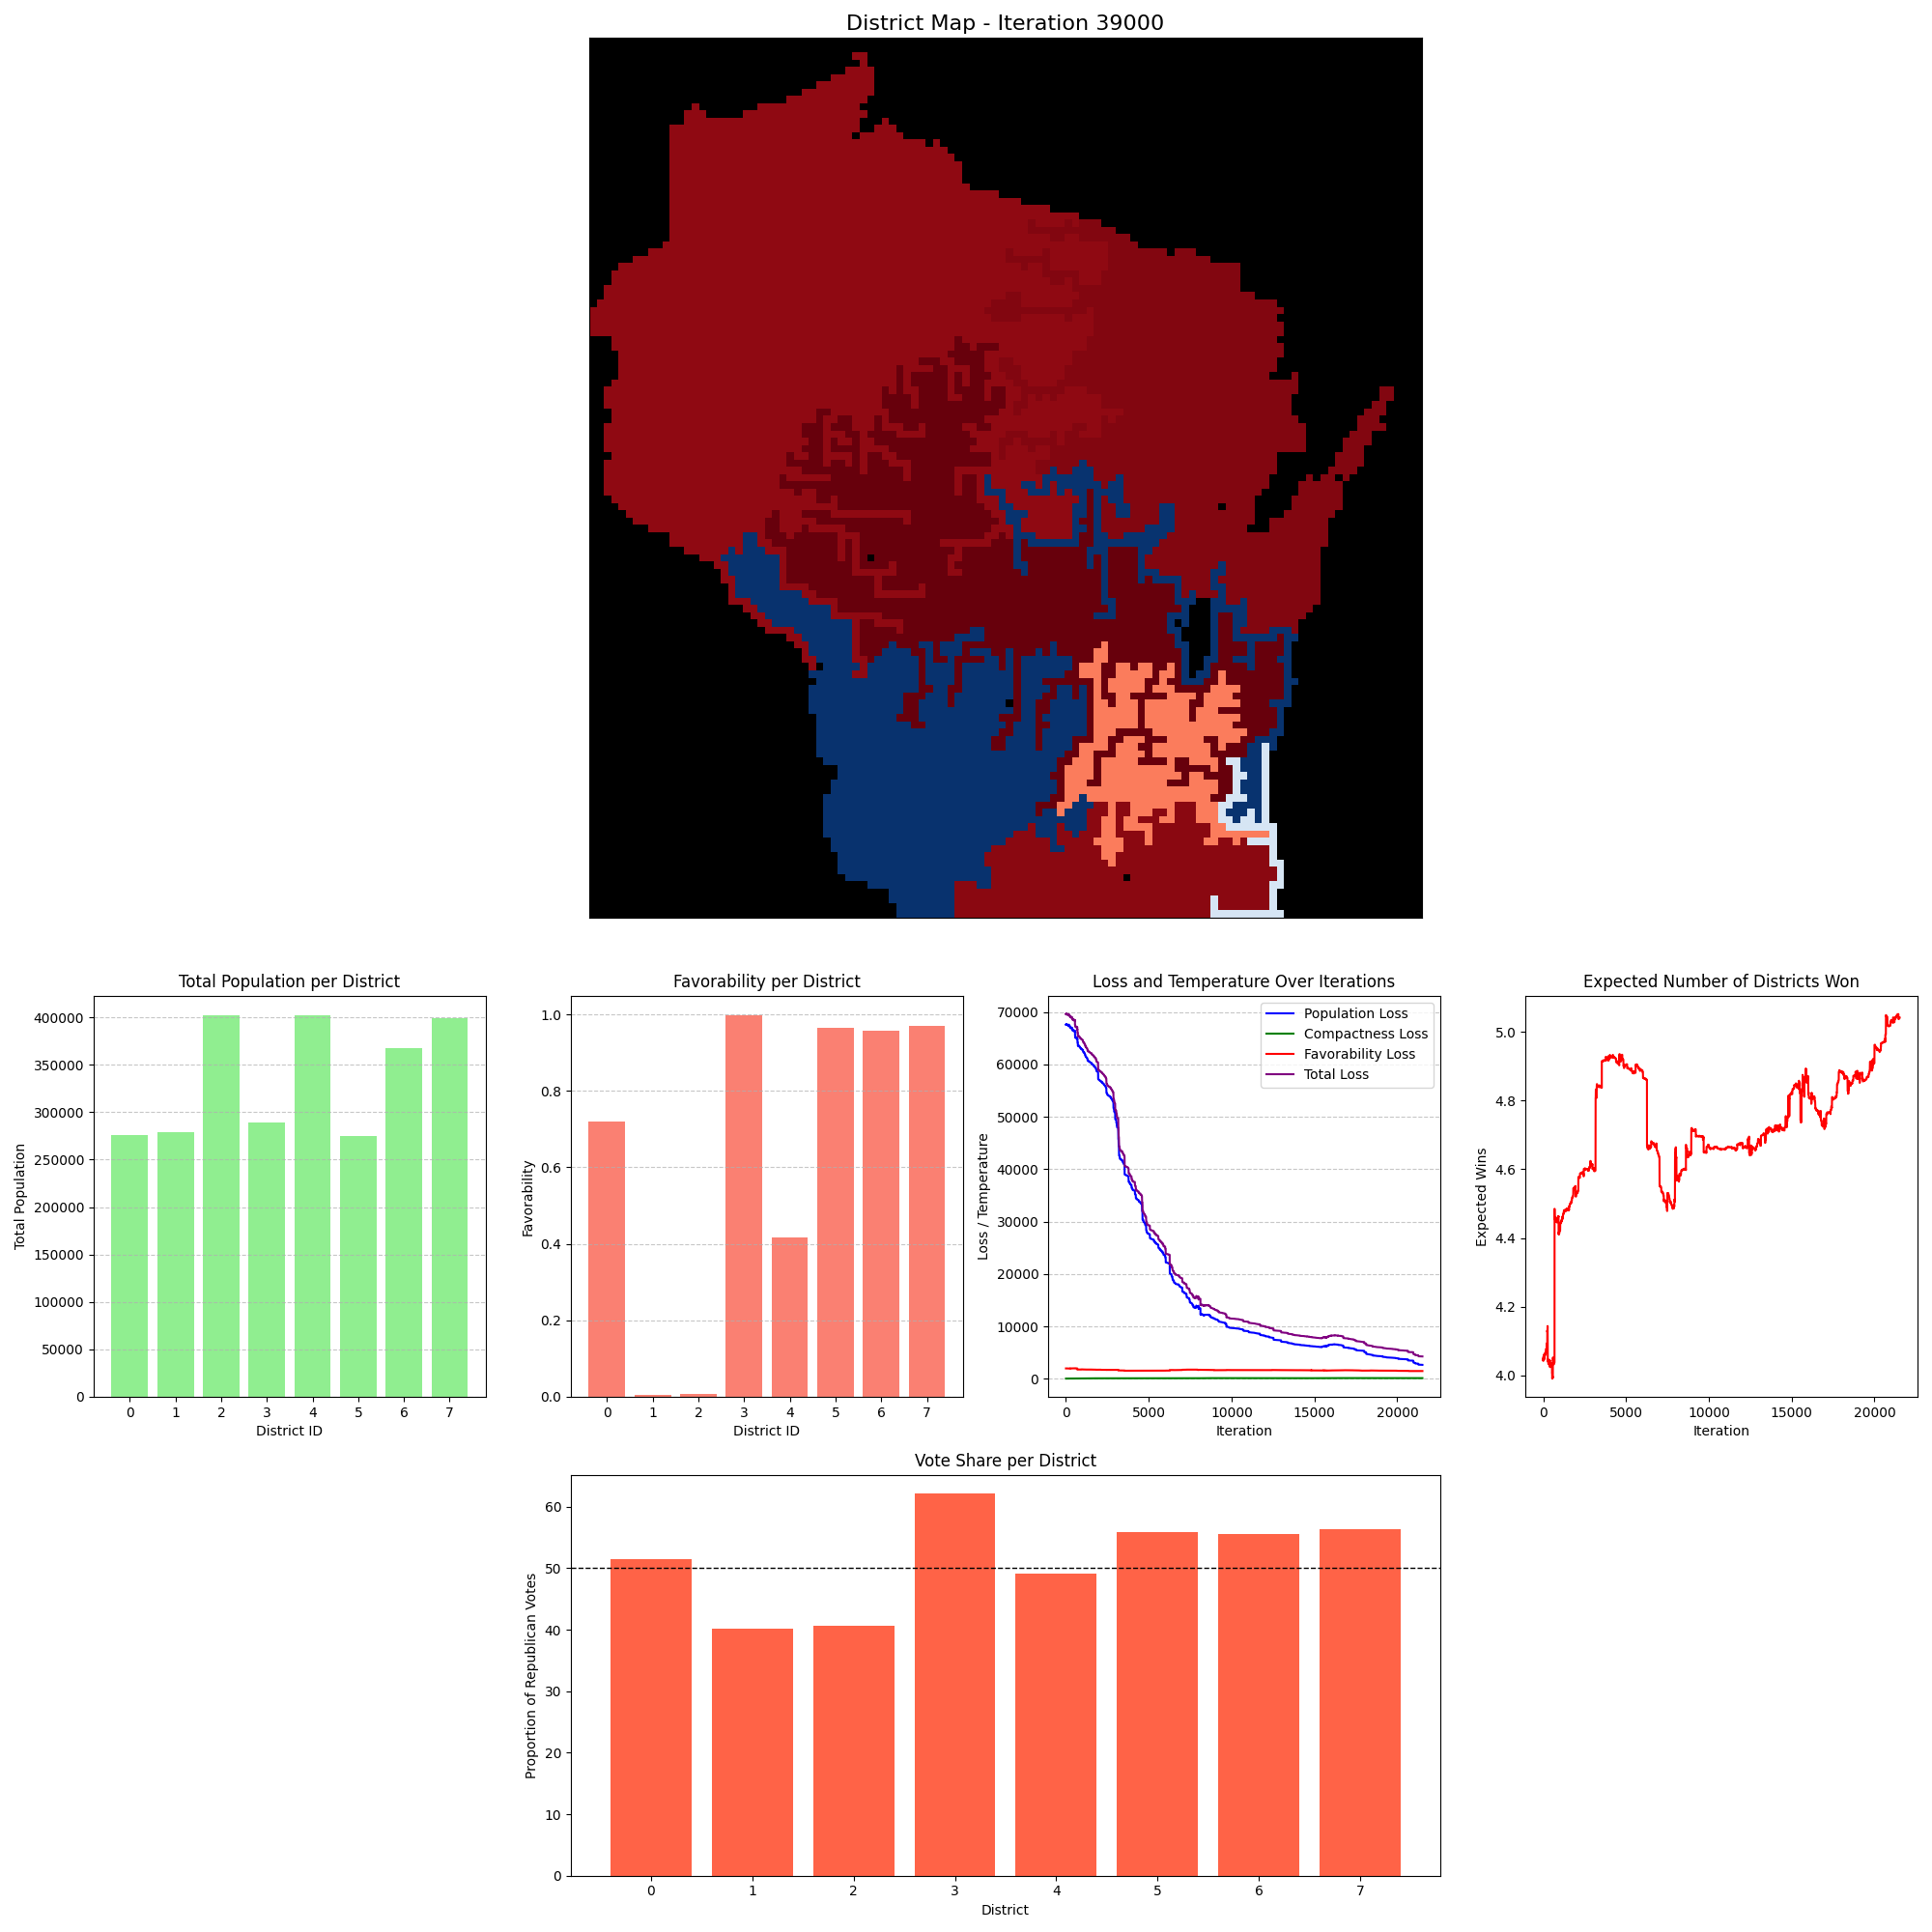 District Map - Iteration 39000
Total Population per District
Total Population
400000
350000
300000
250000
200000
150000
100000
50000
0
0 1 2 3 4 5 6 7
District ID
Favorability per District
Favorability
1.0
0.8
0.6
0.4
0.2
0.0
0 1 2 3 4 5 6 7
District ID
Loss and Temperature Over Iterations
Loss / Temperature
70000
60000
50000
40000
30000
20000
10000
0
Population Loss
Compactness Loss
Favorability Loss
Total Loss
0 5000 10000 15000 20000
Iteration
Expected Number of Districts Won
Expected Wins
5.0
4.8
4.6
4.4
4.2
4.0
0 5000 10000 15000 20000
Iteration
Vote Share per District
Proportion of Republican Votes
60
50
40
30
20
10
0
0 1 2 3 4 5 6 7
District